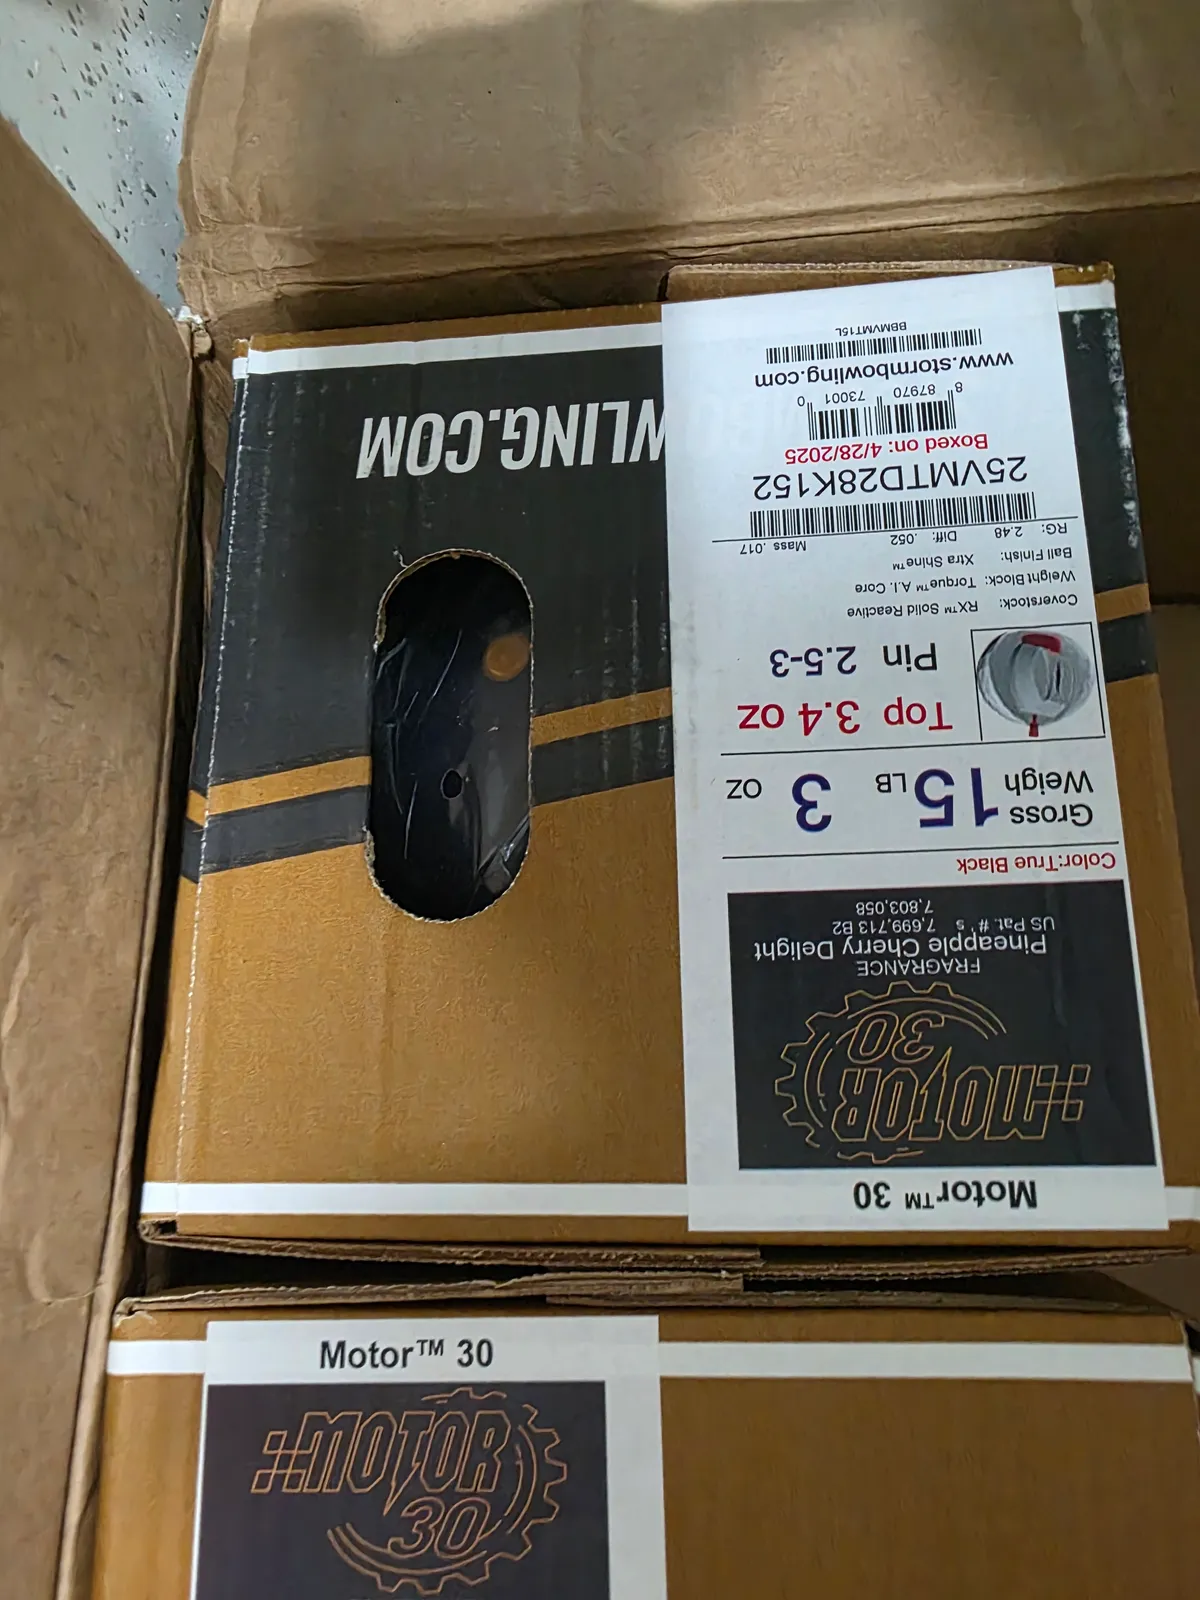 Motor™ 30
MOTOR
30
FRAGRANCE
Pineapple Cherry Delight
US Pat. #'s 7,699,713 B2
7,803,058
Color:True Black
Gross Weigh 15 LB 3 OZ
Top 3.4 oz
Pin 2.5-3
Coverstock: RX™ Solid Reactive
Weight Block: Torque™ A.I. Core
Ball Finish: Xtra Shine™
RG: 2.48 Diff: .052 Mass .017
25VMTD28K152
Boxed on: 4/28/2025
8 87970 73001 0
www.stormbowling.com
BBMVMT15L
WLING.COM
Motor™ 30
MOTOR
30